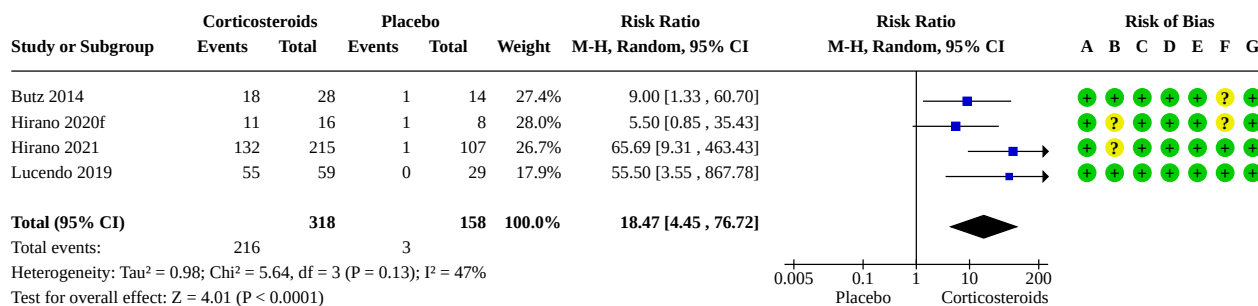 Corticosteroids Placebo Risk Ratio Risk Ratio Risk of Bias
Study or Subgroup Events Total Events Total Weight M-H, Random, 95% CI M-H, Random, 95% CI A B C D E F G
Butz 2014 18 28 1 14 27.4% 9.00 [1.33 , 60.70] + + + + + ? +
Hirano 2020f 11 16 1 8 28.0% 5.50 [0.85 , 35.43] + ? + + + ? +
Hirano 2021 132 215 1 107 26.7% 65.69 [9.31 , 463.43] + ? + + + + +
Lucendo 2019 55 59 0 29 17.9% 55.50 [3.55 , 867.78] + + + + + + +
Total (95% CI) 318 158 100.0% 18.47 [4.45 , 76.72]
Total events: 216 3
Heterogeneity: Tau² = 0.98; Chi² = 5.64, df = 3 (P = 0.13); I² = 47% 0.005 0.1 1 10 200
Test for overall effect: Z = 4.01 (P < 0.0001) Placebo Corticosteroids